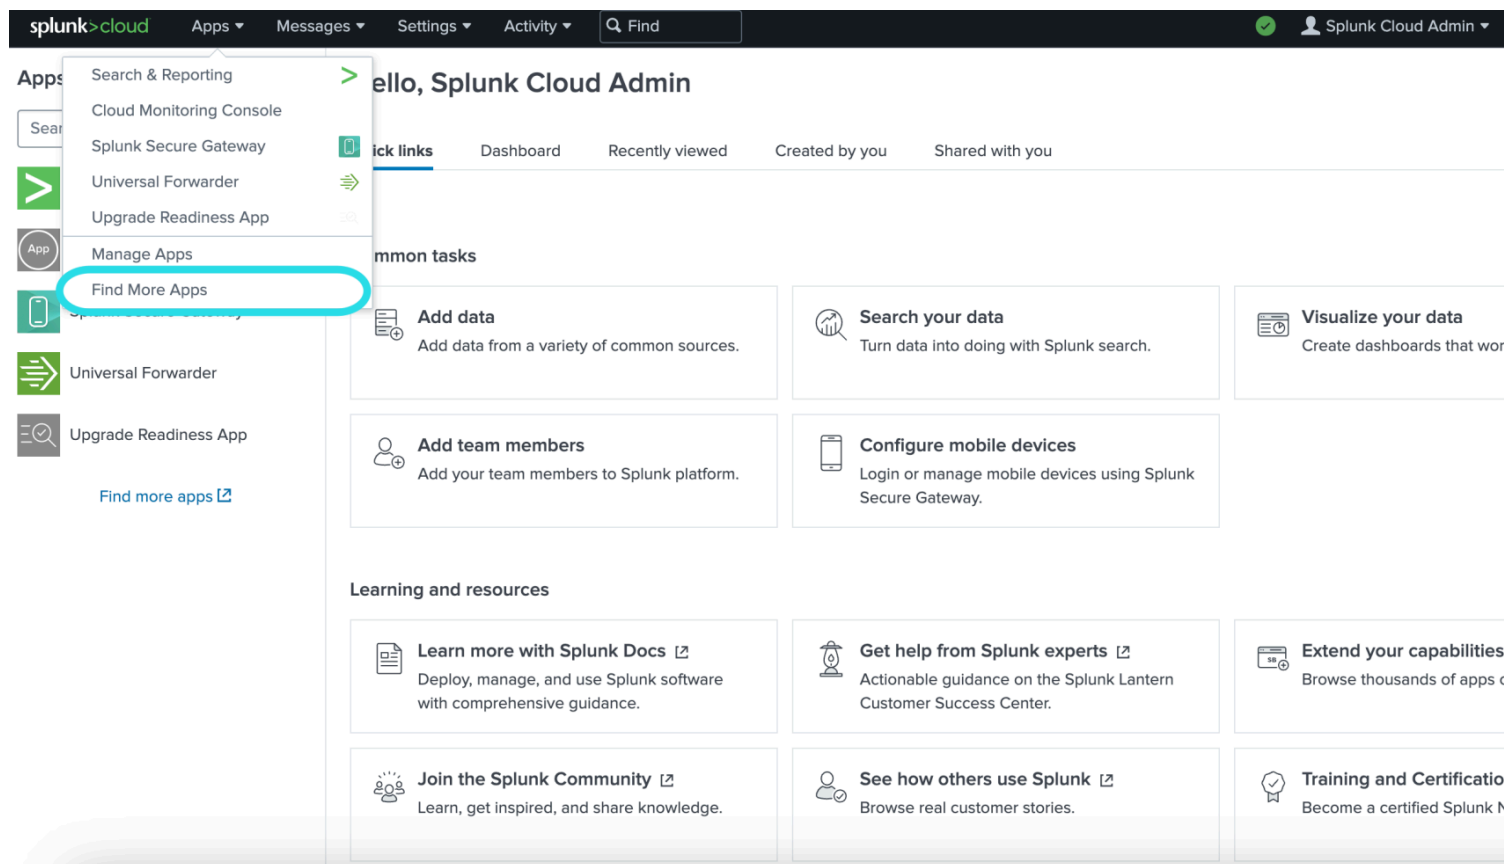 splunk>cloud Apps Messages Settings Activity Find Splunk Cloud Admin
Apps
Search & Reporting
Cloud Monitoring Console
Splunk Secure Gateway
Universal Forwarder
Upgrade Readiness App
Manage Apps
Find More Apps
App
Universal Forwarder
Upgrade Readiness App
Find more apps
ello, Splunk Cloud Admin
ick links Dashboard Recently viewed Created by you Shared with you
mmon tasks
Add data
Add data from a variety of common sources.
Search your data
Turn data into doing with Splunk search.
Visualize your data
Create dashboards that wor
Add team members
Add your team members to Splunk platform.
Configure mobile devices
Login or manage mobile devices using Splunk
Secure Gateway.
Learning and resources
Learn more with Splunk Docs
Deploy, manage, and use Splunk software
with comprehensive guidance.
Get help from Splunk experts
Actionable guidance on the Splunk Lantern
Customer Success Center.
SB
Extend your capabilities
Browse thousands of apps
Join the Splunk Community
Learn, get inspired, and share knowledge.
See how others use Splunk
Browse real customer stories.
Training and Certificatio
Become a certified Splunk N